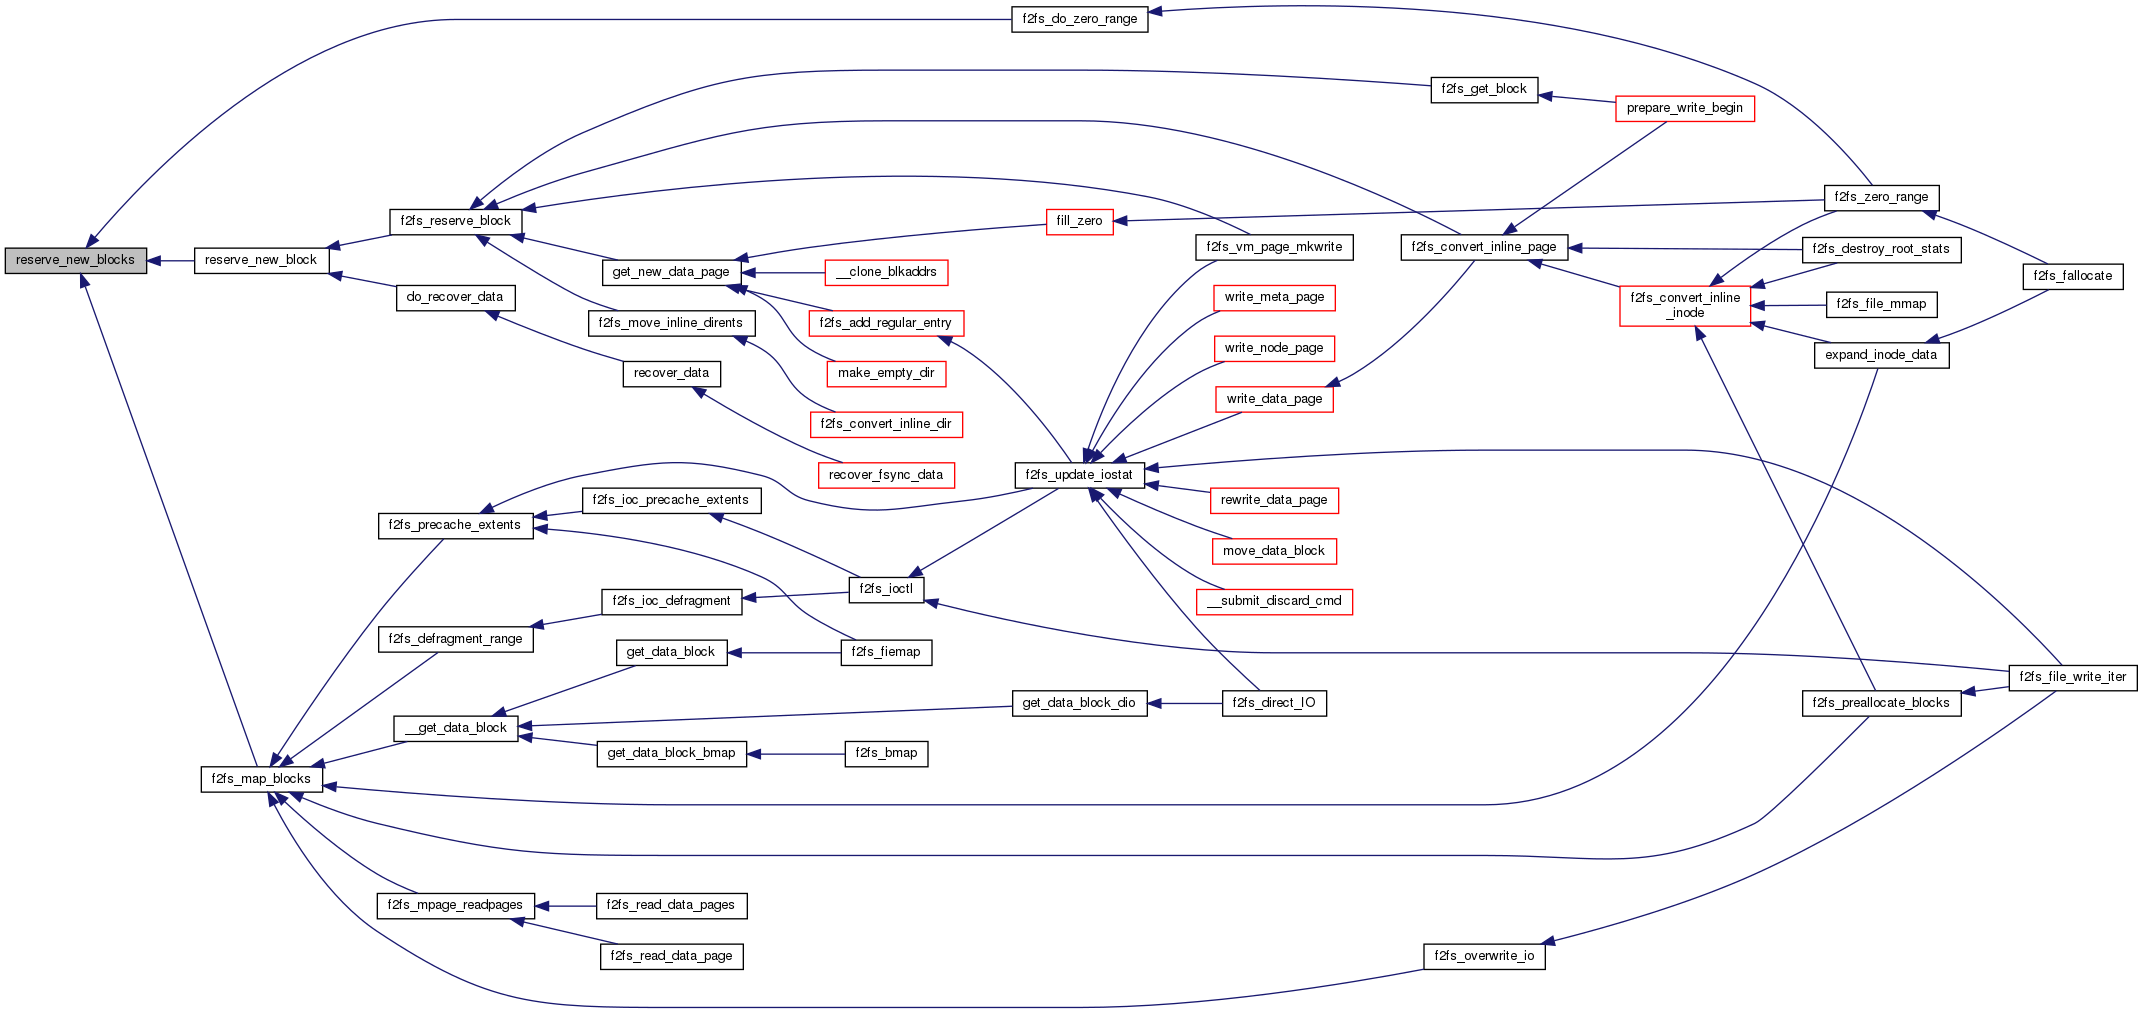 f2fs_do_zero_range
f2fs_get_block
prepare_write_begin
f2fs_zero_range
f2fs_reserve_block
fill_zero
f2fs_vm_page_mkwrite
f2fs_convert_inline_page
f2fs_destroy_root_stats
reserve_new_blocks
reserve_new_block
get_new_data_page
__clone_blkaddrs
f2fs_fallocate
do_recover_data
write_meta_page
f2fs_convert_inline
_inode
f2fs_file_mmap
f2fs_move_inline_dirents
f2fs_add_regular_entry
write_node_page
expand_inode_data
recover_data
make_empty_dir
write_data_page
f2fs_convert_inline_dir
recover_fsync_data
f2fs_update_iostat
f2fs_ioc_precache_extents
rewrite_data_page
f2fs_precache_extents
move_data_block
f2fs_ioctl
f2fs_ioc_defragment
__submit_discard_cmd
f2fs_defragment_range
get_data_block
f2fs_fiemap
f2fs_file_write_iter
get_data_block_dio
f2fs_direct_IO
f2fs_preallocate_blocks
__get_data_block
get_data_block_bmap
f2fs_bmap
f2fs_map_blocks
f2fs_mpage_readpages
f2fs_read_data_pages
f2fs_read_data_page
f2fs_overwrite_io